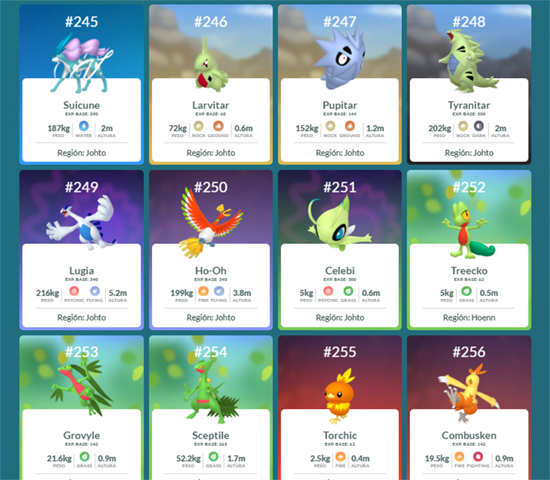 #245
Suicune
EXP. BASE: 290
187kg 2m
PESO WATER ALTURA
Región: Johto
#246
Larvitar
EXP. BASE: 60
72kg 0.6m
PESO ROCK GROUND ALTURA
Región: Johto
#247
Pupitar
EXP. BASE: 144
152kg 1.2m
PESO ROCK GROUND ALTURA
Región: Johto
#248
Tyranitar
EXP. BASE: 300
202kg 2m
PESO ROCK DARK ALTURA
Región: Johto
#249
Lugia
EXP. BASE: 340
216kg 5.2m
PESO PSYCHIC FLYING ALTURA
Región: Johto
#250
Ho-Oh
EXP. BASE: 340
199kg 3.8m
PESO FIRE FLYING ALTURA
Región: Johto
#251
Celebi
EXP. BASE: 300
5kg 0.6m
PESO PSYCHIC GRASS ALTURA
Región: Johto
#252
Treecko
EXP. BASE: 62
5kg 0.5m
PESO GRASS ALTURA
Región: Hoenn
#253
Grovyle
EXP. BASE: 142
21.6kg 0.9m
PESO GRASS ALTURA
#254
Sceptile
EXP. BASE: 265
52.2kg 1.7m
PESO GRASS ALTURA
#255
Torchic
EXP. BASE: 62
2.5kg 0.4m
PESO FIRE ALTURA
#256
Combusken
EXP. BASE: 142
19.5kg 0.9m
PESO FIRE FIGHTING ALTURA